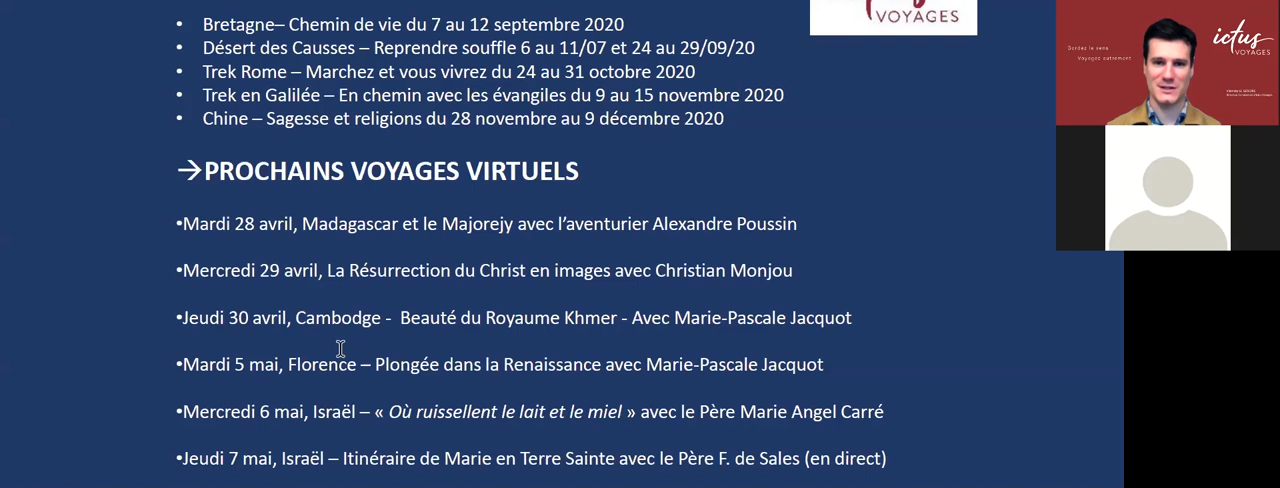 • Bretagne– Chemin de vie du 7 au 12 septembre 2020
• Désert des Causses – Reprendre souffle 6 au 11/07 et 24 au 29/09/20
• Trek Rome – Marchez et vous vivrez du 24 au 31 octobre 2020
• Trek en Galilée – En chemin avec les évangiles du 9 au 15 novembre 2020
• Chine – Sagesse et religions du 28 novembre au 9 décembre 2020
VOYAGES
ictus
VOYAGES
Gardez le sens
Voyagez autrement
→PROCHAINS VOYAGES VIRTUELS
•Mardi 28 avril, Madagascar et le Majorejy avec l’aventurier Alexandre Poussin
•Mercredi 29 avril, La Résurrection du Christ en images avec Christian Monjou
•Jeudi 30 avril, Cambodge - Beauté du Royaume Khmer - Avec Marie-Pascale Jacquot
•Mardi 5 mai, Florence – Plongée dans la Renaissance avec Marie-Pascale Jacquot
•Mercredi 6 mai, Israël – « Où ruissellent le lait et le miel » avec le Père Marie Angel Carré
•Jeudi 7 mai, Israël – Itinéraire de Marie en Terre Sainte avec le Père F. de Sales (en direct)